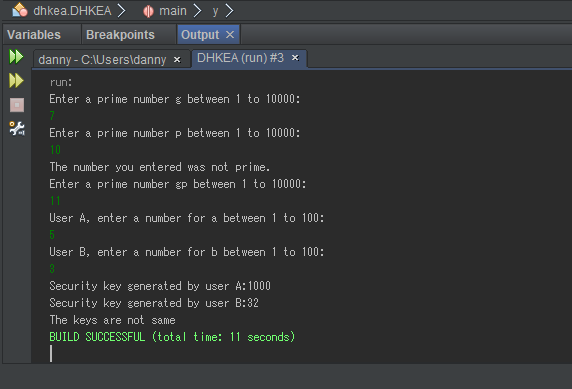 dhkea.DHKEA > main > y >
Variables Breakpoints Output ×
danny - C:\Users\danny × DHKEA (run) #3 ×
run:
Enter a prime number g between 1 to 10000:
7
Enter a prime number p between 1 to 10000:
10
The number you entered was not prime.
Enter a prime number gp between 1 to 10000:
11
User A, enter a number for a between 1 to 100:
5
User B, enter a number for b between 1 to 100:
3
Security key generated by user A:1000
Security key generated by user B:32
The keys are not same
BUILD SUCCESSFUL (total time: 11 seconds)